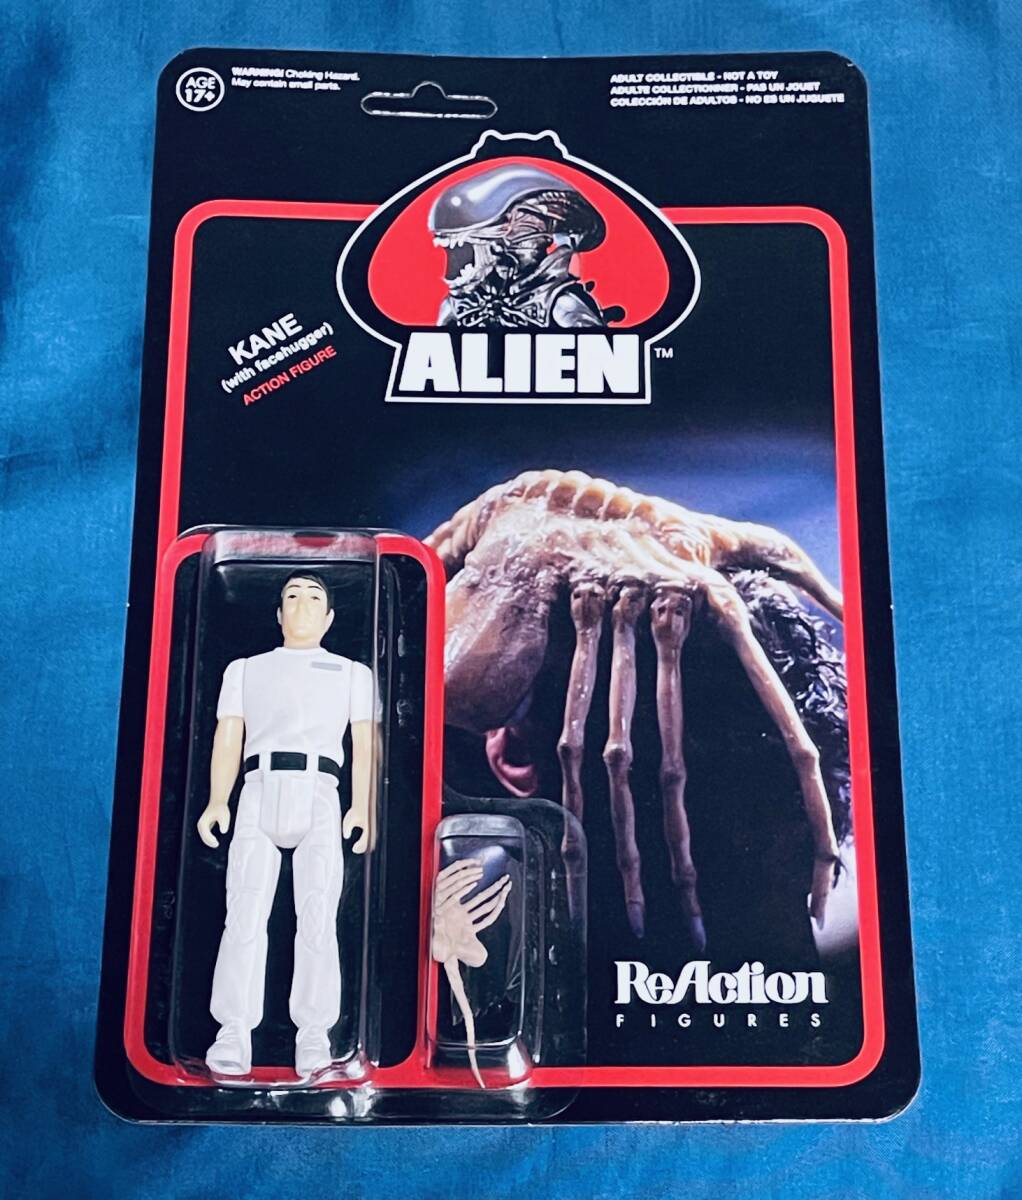 AGE
17+
WARNING! Choking Hazard.
May contain small parts.
ADULT COLLECTIBLE - NOT A TOY
ADULTE COLLECTIONNER - PAS UN JOUET
COLECCIÓN DE ADULTOS - NO ES UN JUGUETE
KANE
(with facehugger)
ACTION FIGURE
ALIEN™
ReAction
FIGURES